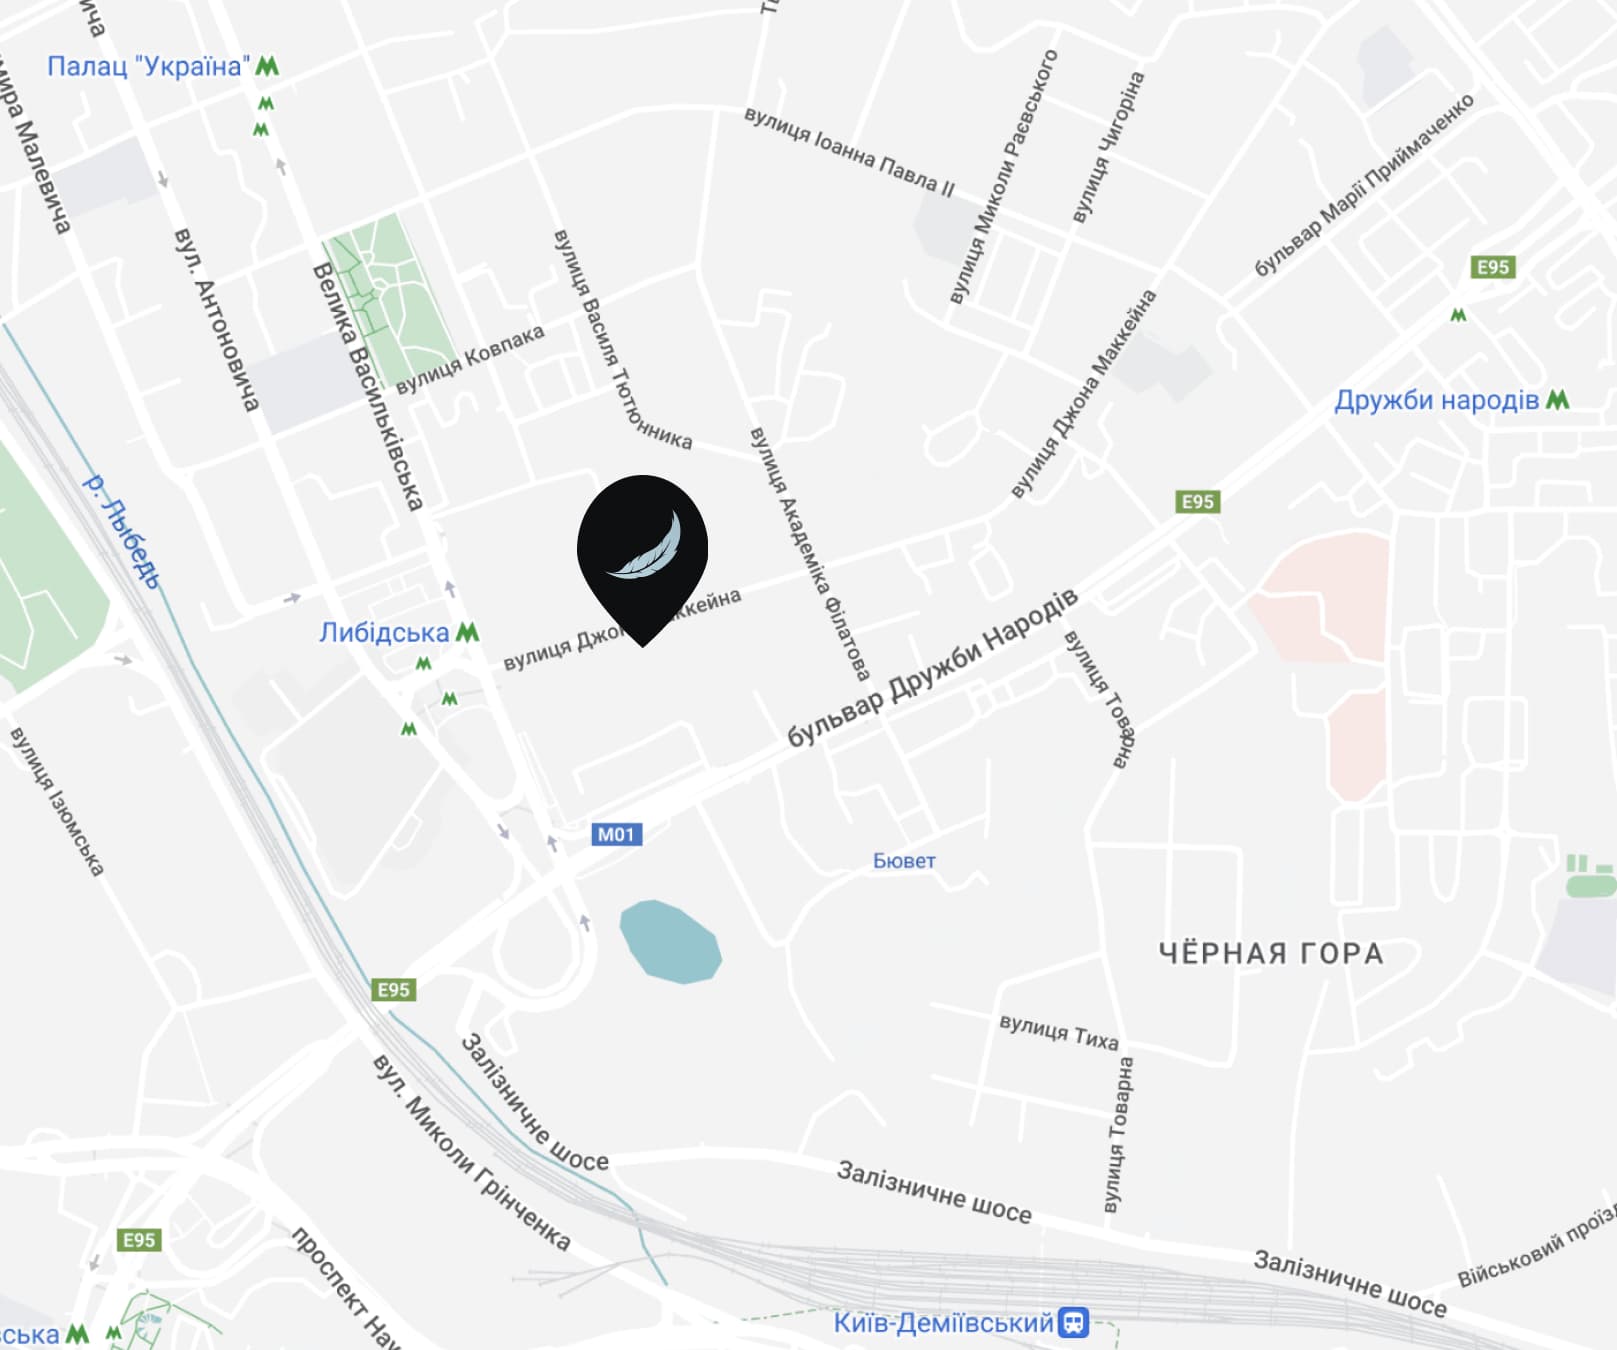 Палац "Україна"
вул. Антоновича
Велика Васильківська
вулиця Ковпака
вулиця Василя Тютюнника
вулиця Іоанна Павла II
вулиця Миколи Раєвського
вулиця Чигоріна
бульвар Марії Приймаченко
E95
Дружби народів
вулиця Джона Маккейна
E95
вулиця Академіка Філатова
р. Лыбедь
Либідська
вулиця Джо
ккейна
бульвар Дружби Народів
вулиця Товарна
вулиця Ізюмська
M01
Бювет
ЧЁРНАЯ ГОРА
E95
вулиця Тиха
вулиця Товарна
Залізничне шосе
вул. Миколи Грінченка
Залізничне шосе
Залізничне шосе
Військовий проїзд
E95
проспект Нау
Київ-Деміївський
ська
мира Малевича
ича